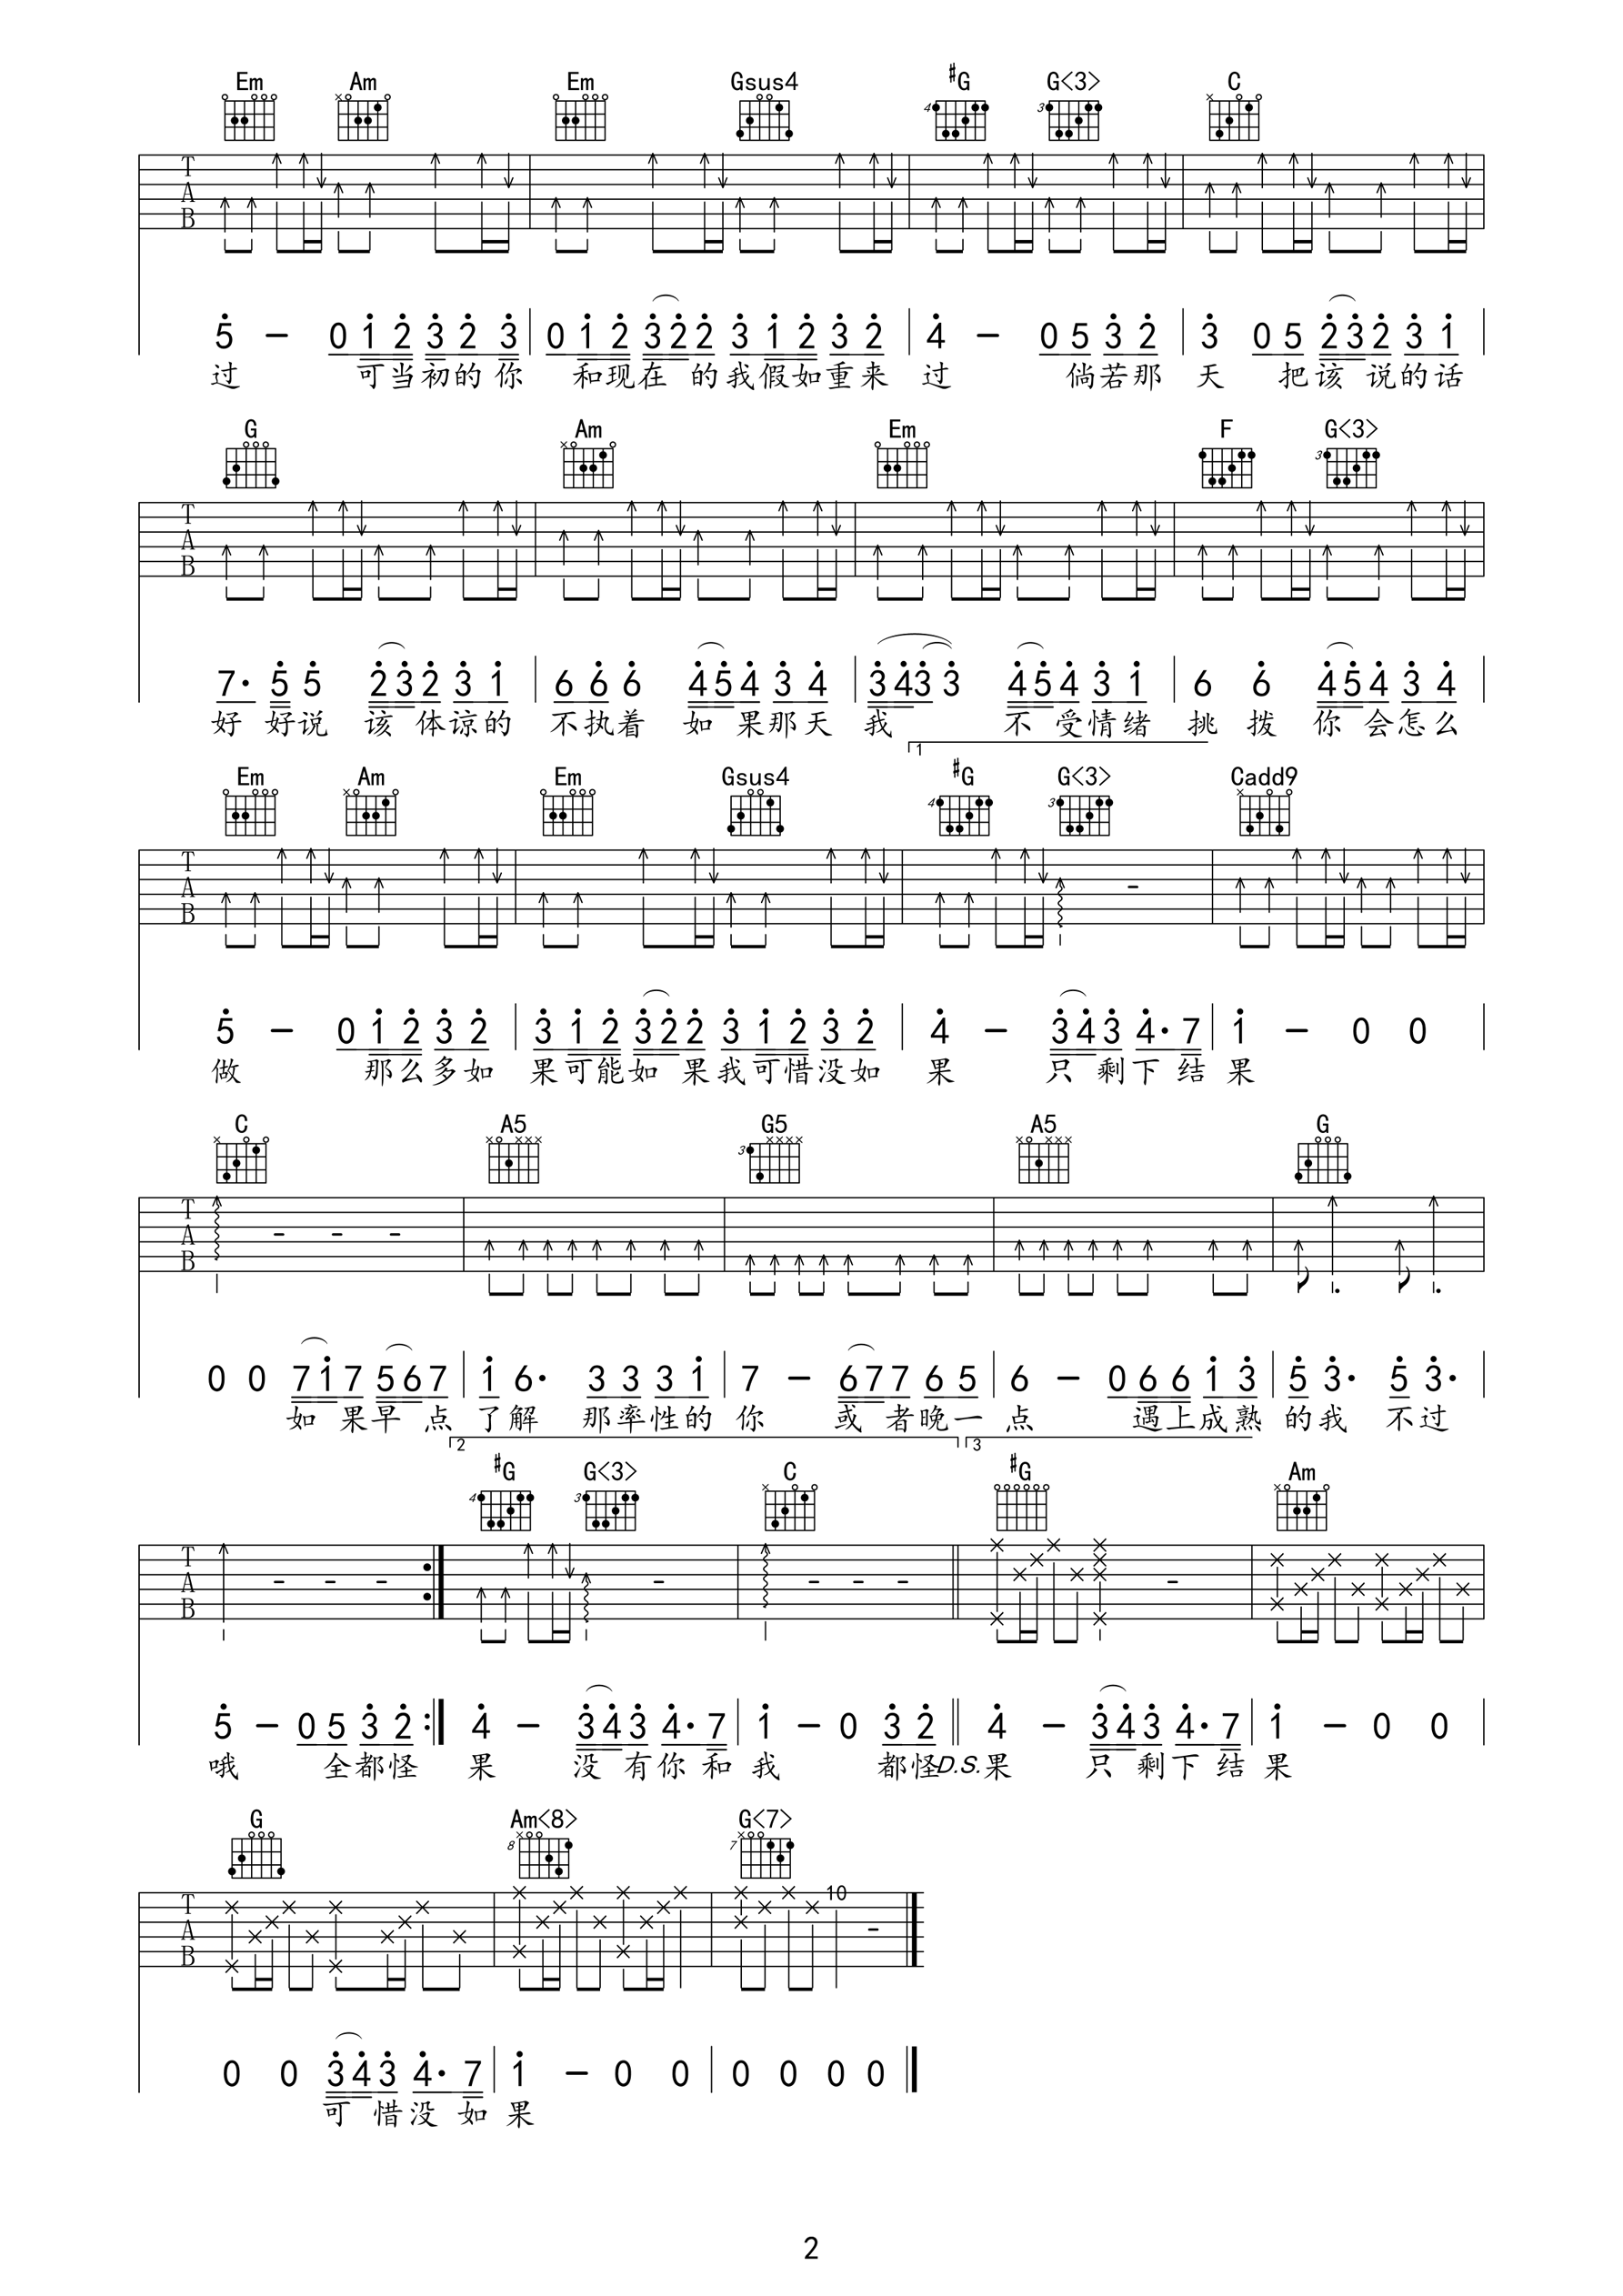 Em Am Em Gsus4 #G G<3> C
4 3
T
A
B
5 – 0 1 2 3 2 3 0 1 2 3 2 2 3 1 2 3 2 4 – 0 5 3 2 3 0 5 2 3 2 3 1
过 可当初的你 和现在 的我假如重来 过 倘若那 天 把该 说的话
G Am Em F G<3>
3
T
A
B
7· 5 5 2 3 2 3 1 6 6 6 4 5 4 3 4 3 4 3 3 4 5 4 3 1 6 6 4 5 4 3 4
好 好说 该 体谅的 不执着 如 果那天 我 不 受情绪 挑 拨 你 会怎么
1
Em Am Em Gsus4 #G G<3> Cadd9
4 3
T
A
B
5 – 0 1 2 3 2 3 1 2 3 2 2 3 1 2 3 2 4 – 3 4 3 4· 7 1 – 0 0
做 那么多如 果可能如 果我可惜没如 果 只 剩下 结 果
C A5 G5 A5 G
3
T
A
B
0 0 7 1 7 5 6 7 1 6· 3 3 3 1 7 – 6 7 7 6 5 6 – 0 6 6 1 3 5 3· 5 3·
如 果早 点 了解 那率性的 你 或 者晚一 点 遇上成熟 的我 不过
2 3
#G G<3> C #G Am
4 3
T
A
B
5 – 0 5 3 2 4 – 3 4 3 4· 7 1 – 0 3 2 4 – 3 4 3 4· 7 1 – 0 0
哦 全都怪 果 没 有你 和 我 都怪 D.S. 果 只 剩下 结 果
G Am<8> G<7>
8 7
10
T
A
B
0 0 3 4 3 4· 7 1 – 0 0 0 0 0 0
可 惜没 如 果
2